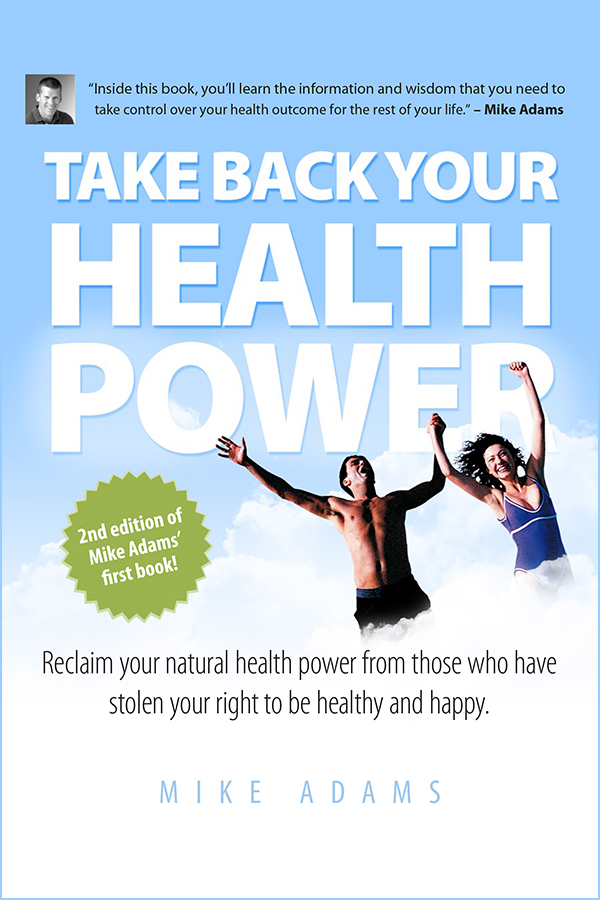 “Inside this book, you’ll learn the information and wisdom that you need to
take control over your health outcome for the rest of your life.” – Mike Adams
TAKE BACK YOUR
HEALTH
POWER
2nd edition of
Mike Adams’
first book!
Reclaim your natural health power from those who have
stolen your right to be healthy and happy.
MIKE ADAMS